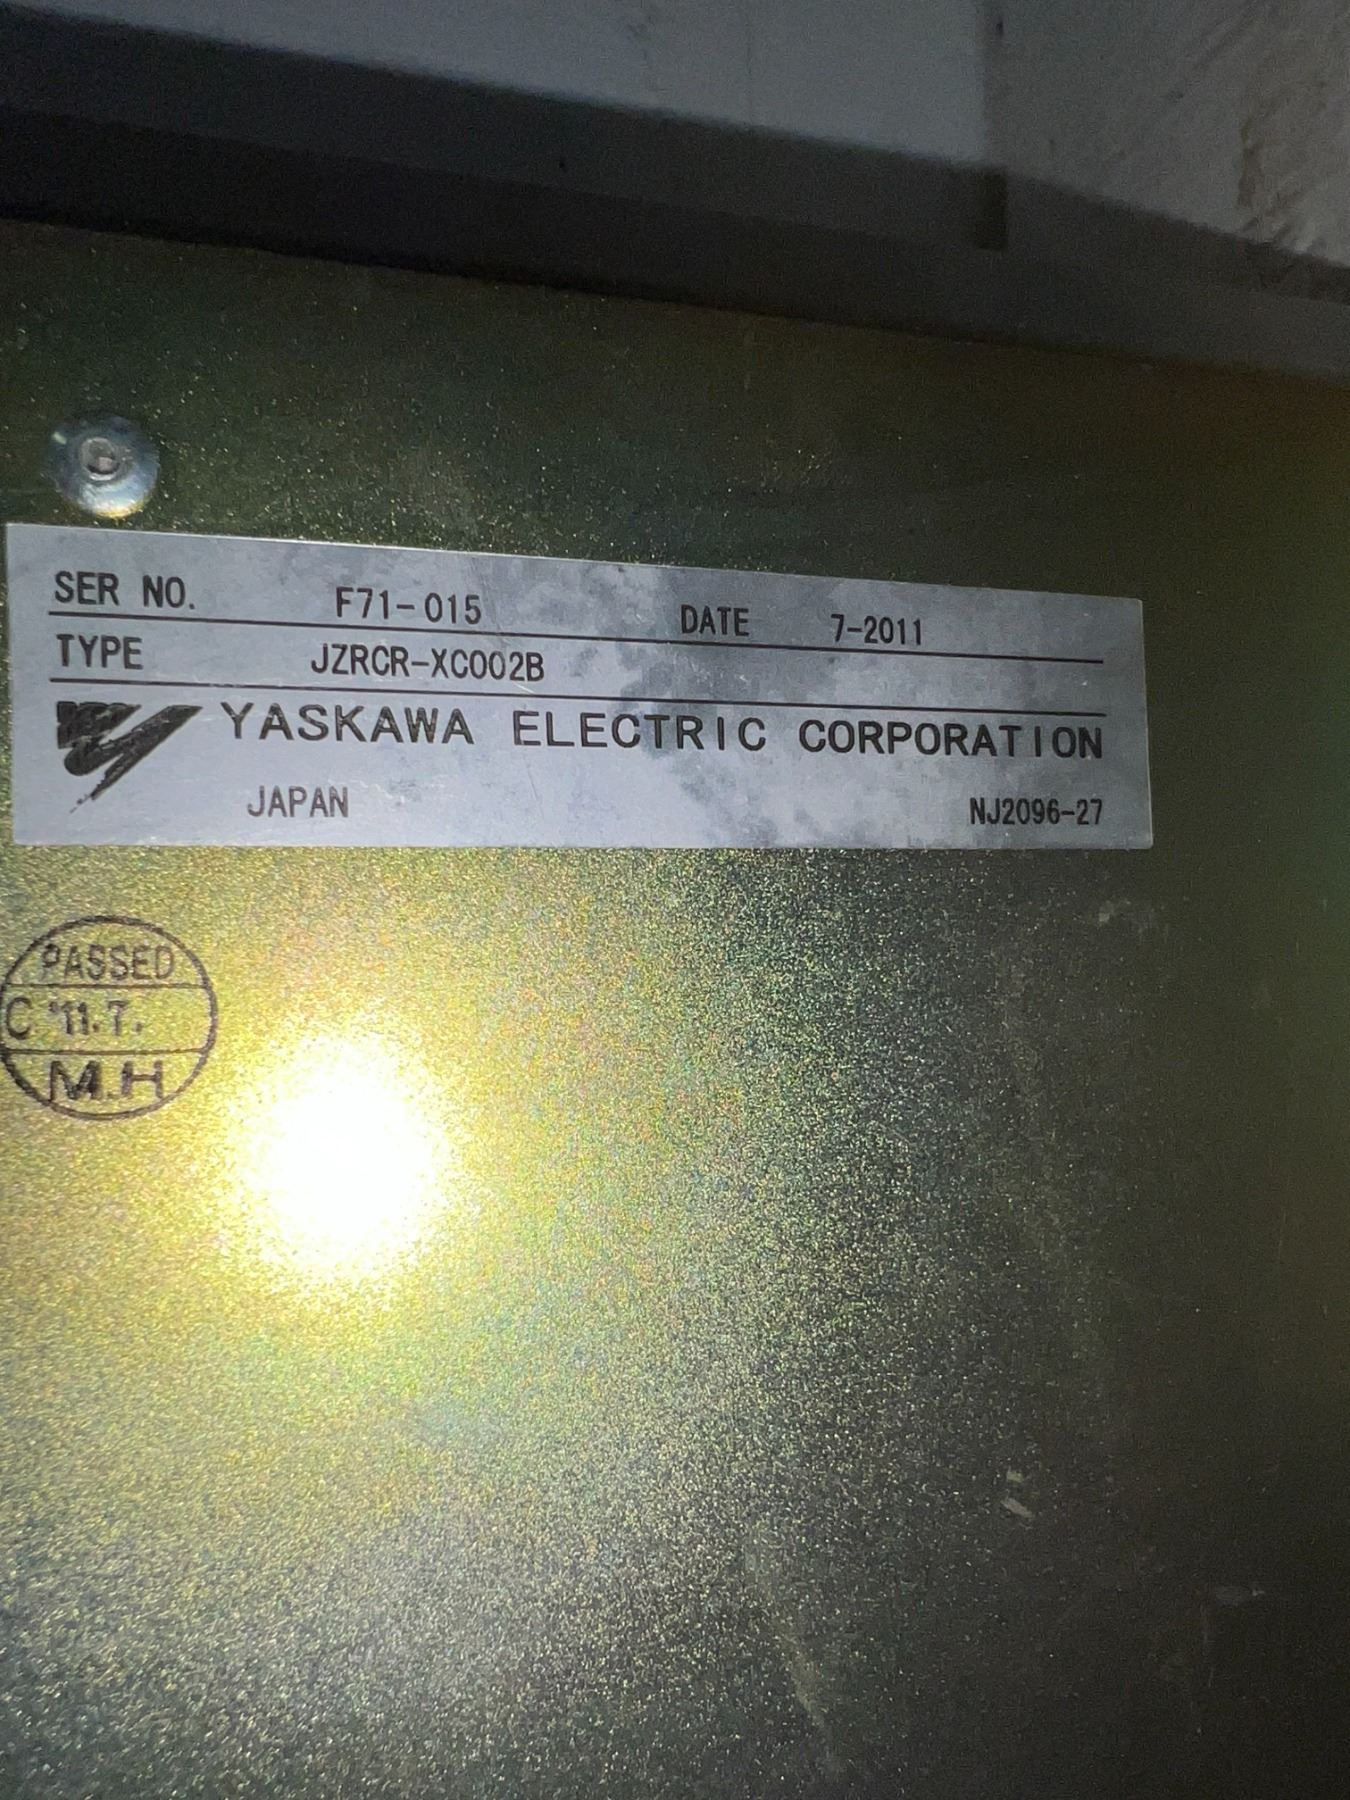 SER NO. F71-015 DATE 7-2011
TYPE JZRCR-XC002B
YASKAWA ELECTRIC CORPORATION
JAPAN NJ2096-27
PASSED
C '11.7.
M.H